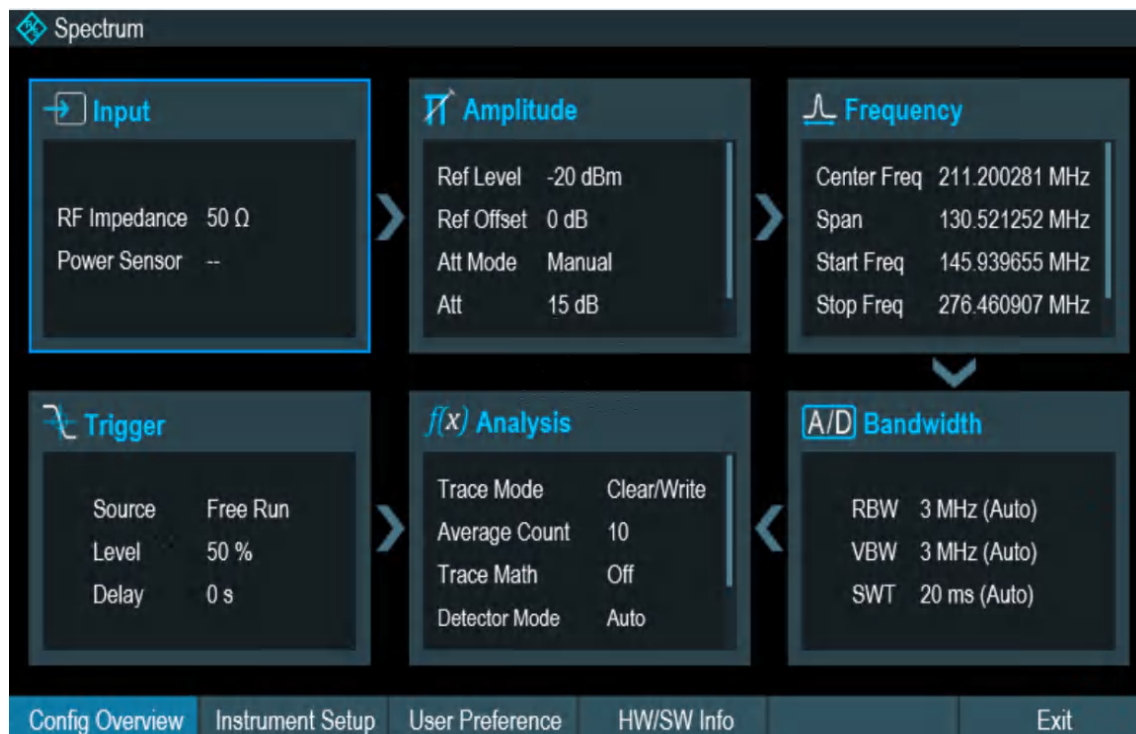 Spectrum
Input
RF Impedance 50 Ω
Power Sensor --
Amplitude
Ref Level -20 dBm
Ref Offset 0 dB
Att Mode Manual
Att 15 dB
Frequency
Center Freq 211.200281 MHz
Span 130.521252 MHz
Start Freq 145.939655 MHz
Stop Freq 276.460907 MHz
Trigger
Source Free Run
Level 50 %
Delay 0 s
f(x) Analysis
Trace Mode Clear/Write
Average Count 10
Trace Math Off
Detector Mode Auto
A/D Bandwidth
RBW 3 MHz (Auto)
VBW 3 MHz (Auto)
SWT 20 ms (Auto)
Config Overview Instrument Setup User Preference HW/SW Info Exit